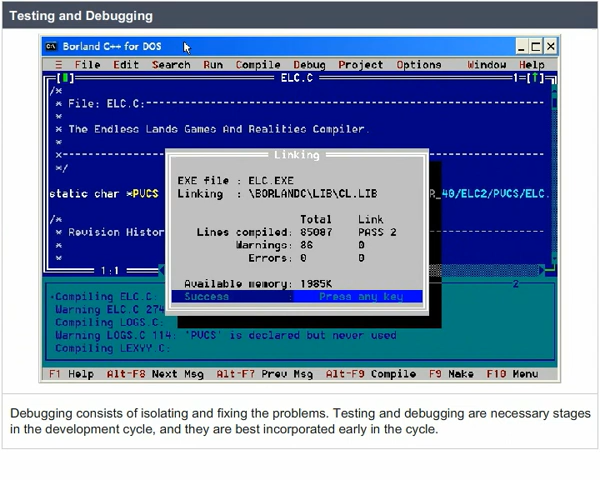 Testing and Debugging
Borland C++ for DOS
≡ File Edit Search Run Compile Debug Project Options Window Help
ELC.C 1
/*
* File: ELC.C:
*
* The Endless Lands Games And Realities Compiler.
*
*
*/
static char *PVCS R_40/ELC2/PVCS/ELC.
/*
* Revision Histor
1:1
Linking
EXE file : ELC.EXE
Linking : \BORLANDC\LIB\CL.LIB
Total Link
Lines compiled: 85087 PASS 2
Warnings: 86 0
Errors: 0 0
Available memory: 1985K
Success : Press any key
2
Compiling ELC.C
Warning ELC.C 274
Compiling LOGS.C:
Warning LOGS.C 114: 'PVCS' is declared but never used
Compiling LEXYY.C:
F1 Help Alt-F8 Next Msg Alt-F7 Prev Msg Alt-F9 Compile F9 Make F10 Menu
Debugging consists of isolating and fixing the problems. Testing and debugging are necessary stages
in the development cycle, and they are best incorporated early in the cycle.